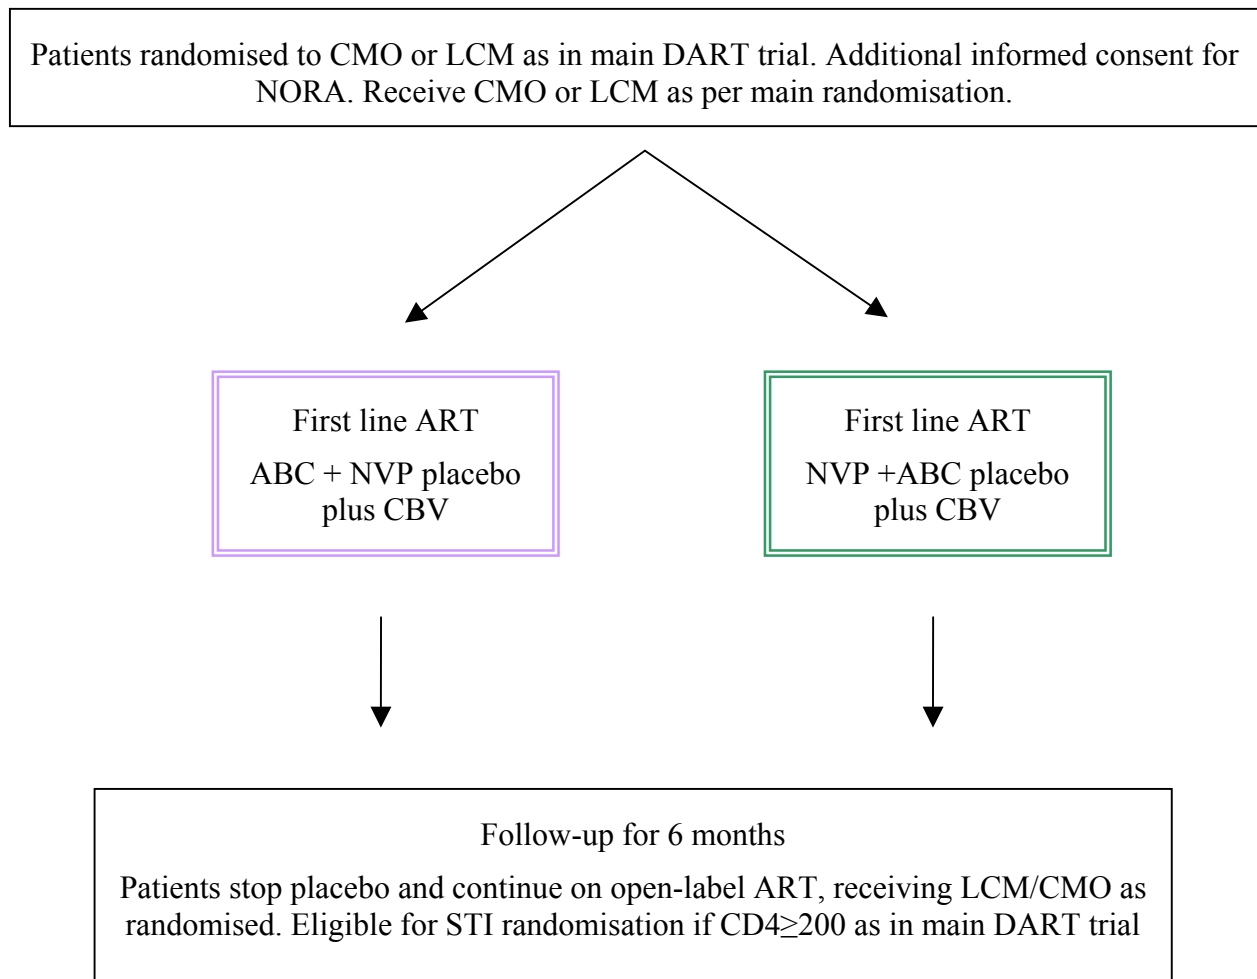 Patients randomised to CMO or LCM as in main DART trial. Additional informed consent for
NORA. Receive CMO or LCM as per main randomisation.
First line ART
ABC + NVP placebo
plus CBV
First line ART
NVP +ABC placebo
plus CBV
Follow-up for 6 months
Patients stop placebo and continue on open-label ART, receiving LCM/CMO as
randomised. Eligible for STI randomisation if CD4≥200 as in main DART trial